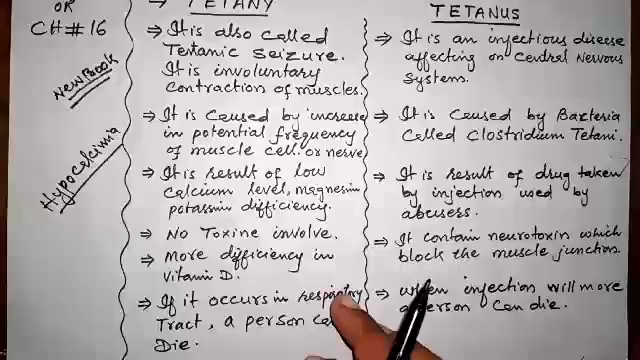 OR
CH # 16
New Book
Hypocalcimia
→ TETANY
⇒ It is also called
Tentanic Seizure.
It is involuntary
contraction of muscles.
⇒ It is caused by increase
in potential frequency
of muscle cell or nerve
⇒ It is result of low
calcium level, magnesium
potassim difficiency.
⇒ No Toxine involve.
⇒ More difficiency in
vitamin D.
⇒ If it occurs in respiratory
Tract, a person can
Die.
TETANUS
⇒ It is an infectious disease
affecting on Central Nervous
System.
⇒ It is caused by Bacteria
Called Clostridium Tetani.
⇒ It is result of drug taken
by injection used by
abusers.
⇒ It contain neurotoxin which
block the muscle junction.
⇒ when infection will more
a person can die.